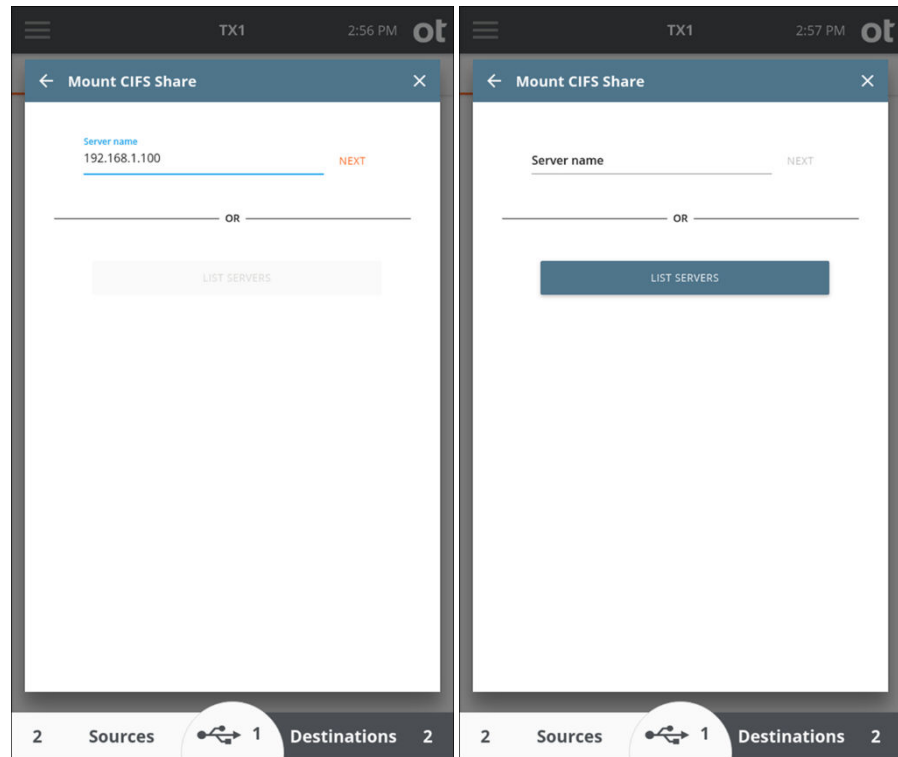 TX1 2:56 PM ot
Mount CIFS Share
Server name
192.168.1.100 NEXT
OR
LIST SERVERS
2 Sources 1 Destinations 2
TX1 2:57 PM ot
Mount CIFS Share
Server name NEXT
OR
LIST SERVERS
2 Sources 1 Destinations 2